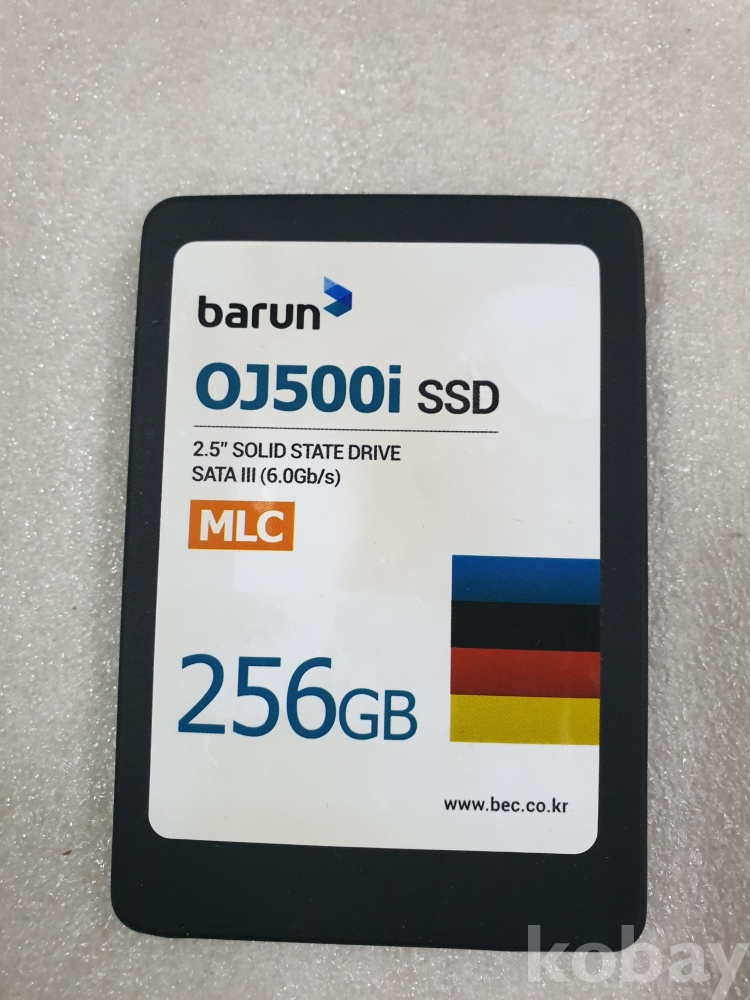 barun
OJ500i SSD
2.5" SOLID STATE DRIVE
SATA III (6.0Gb/s)
MLC
256GB
www.bec.co.kr
kobay